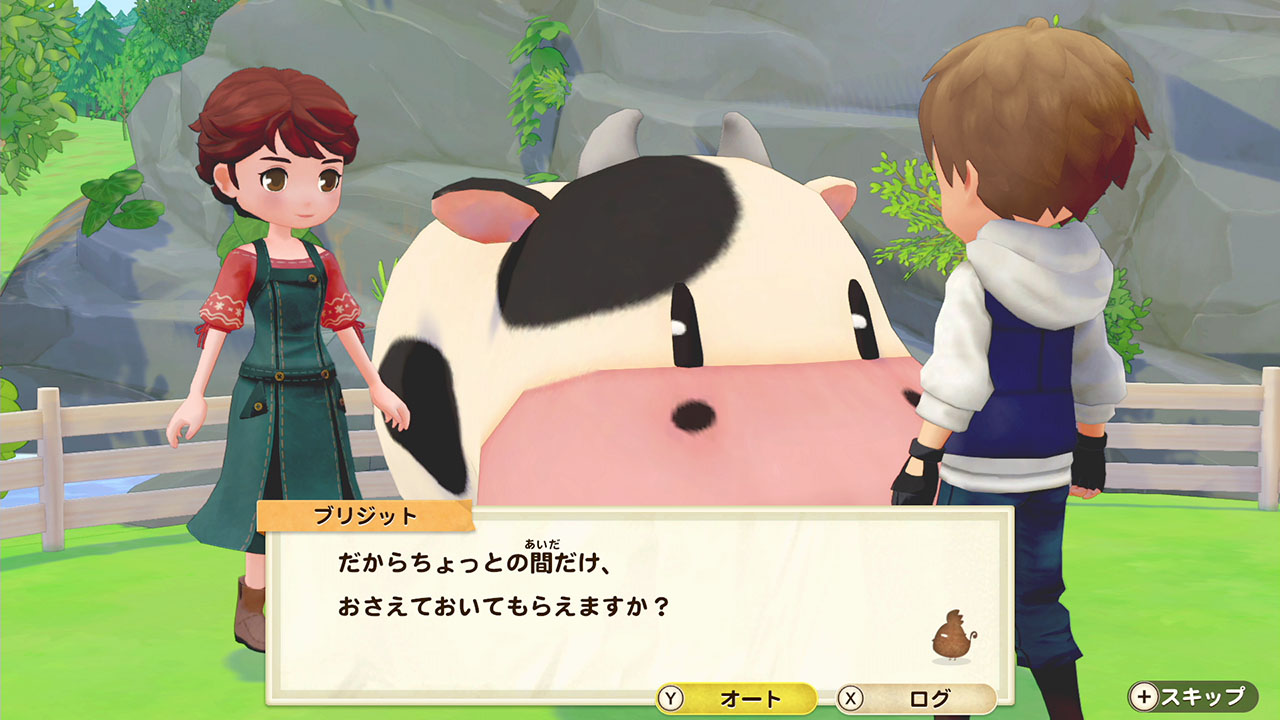 ブリジット
あいだ
だからちょっとの間だけ、
おさえておいてもらえますか？
Y オート
X ログ
+ スキップ